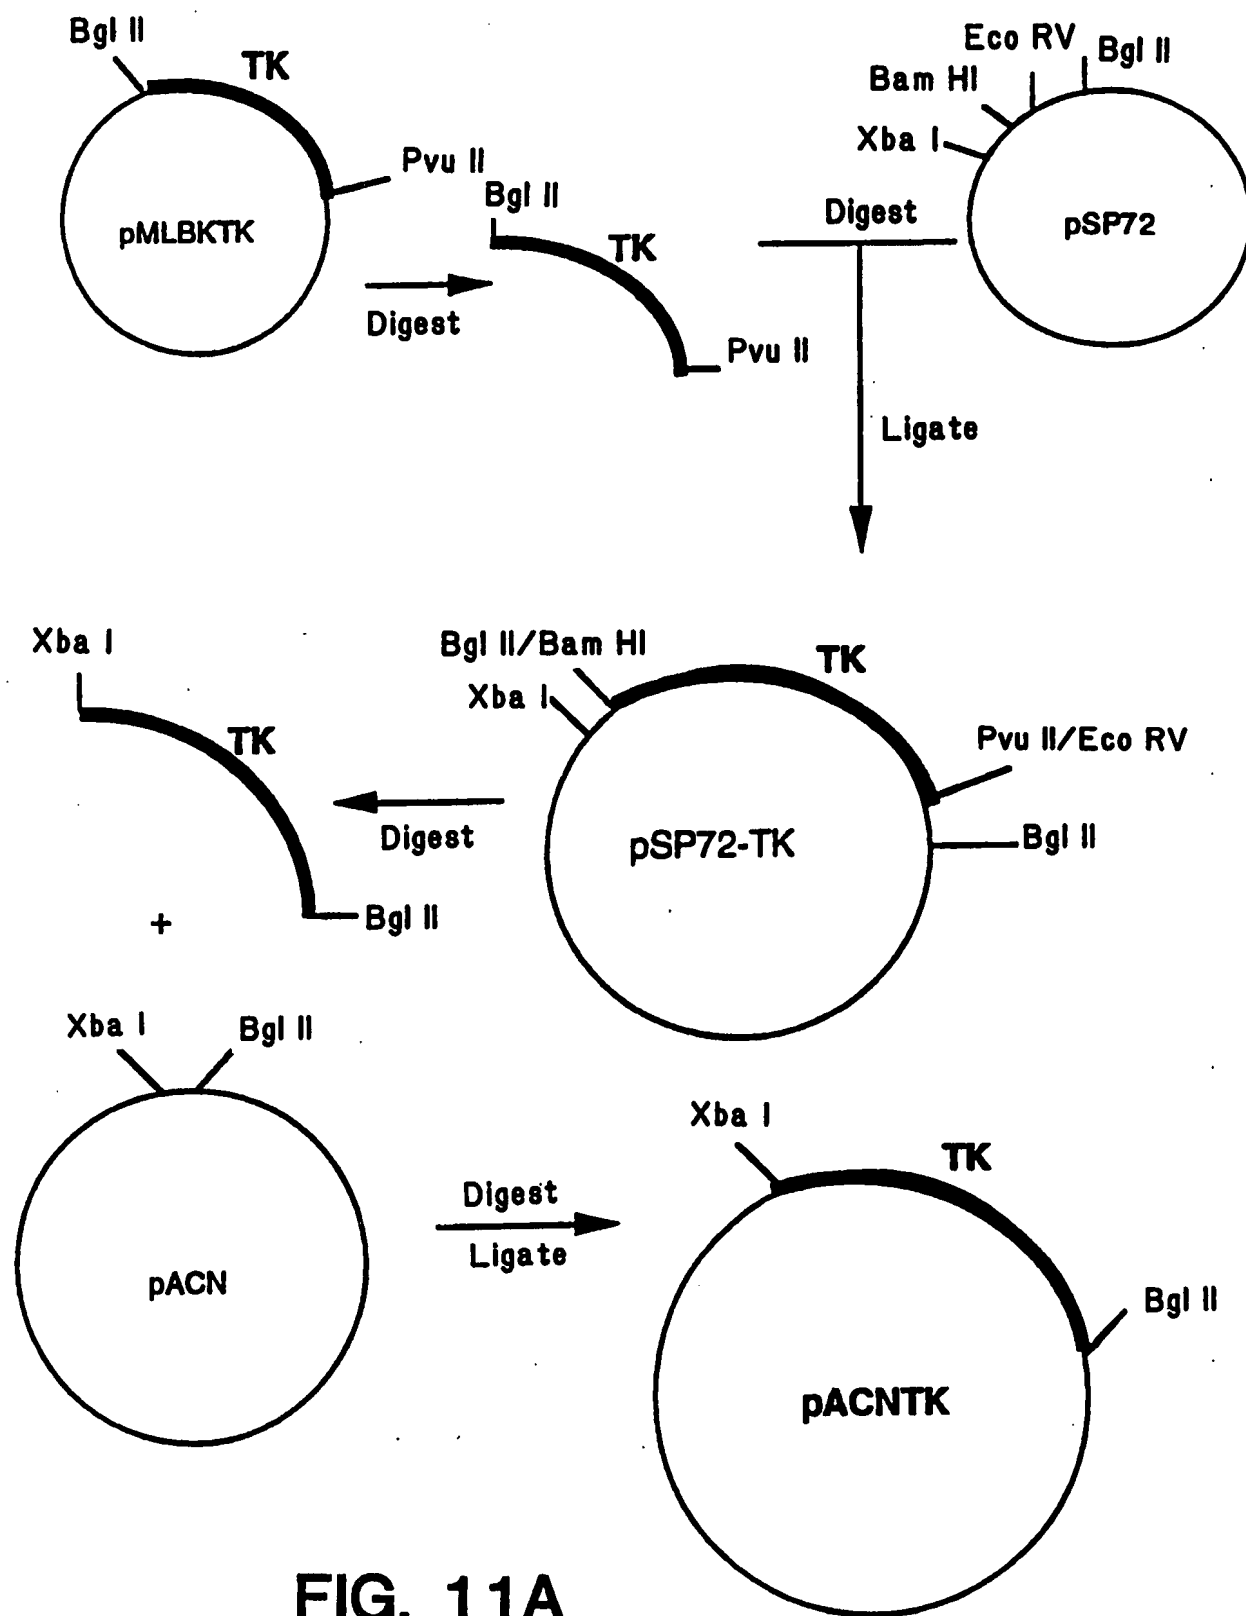 Bgl II
TK
Pvu II
pMLBKTK
Digest
Bgl II
TK
Pvu II
Eco RV
Bgl II
Bam HI
Xba I
pSP72
Digest
Ligate
Xba I
TK
Bgl II
Digest
Bgl II/Bam HI
TK
Xba I
Pvu II/Eco RV
pSP72-TK
Bgl II
+
Xba I
Bgl II
pACN
Digest
Ligate
Xba I
TK
Bgl II
pACNTK
FIG. 11A